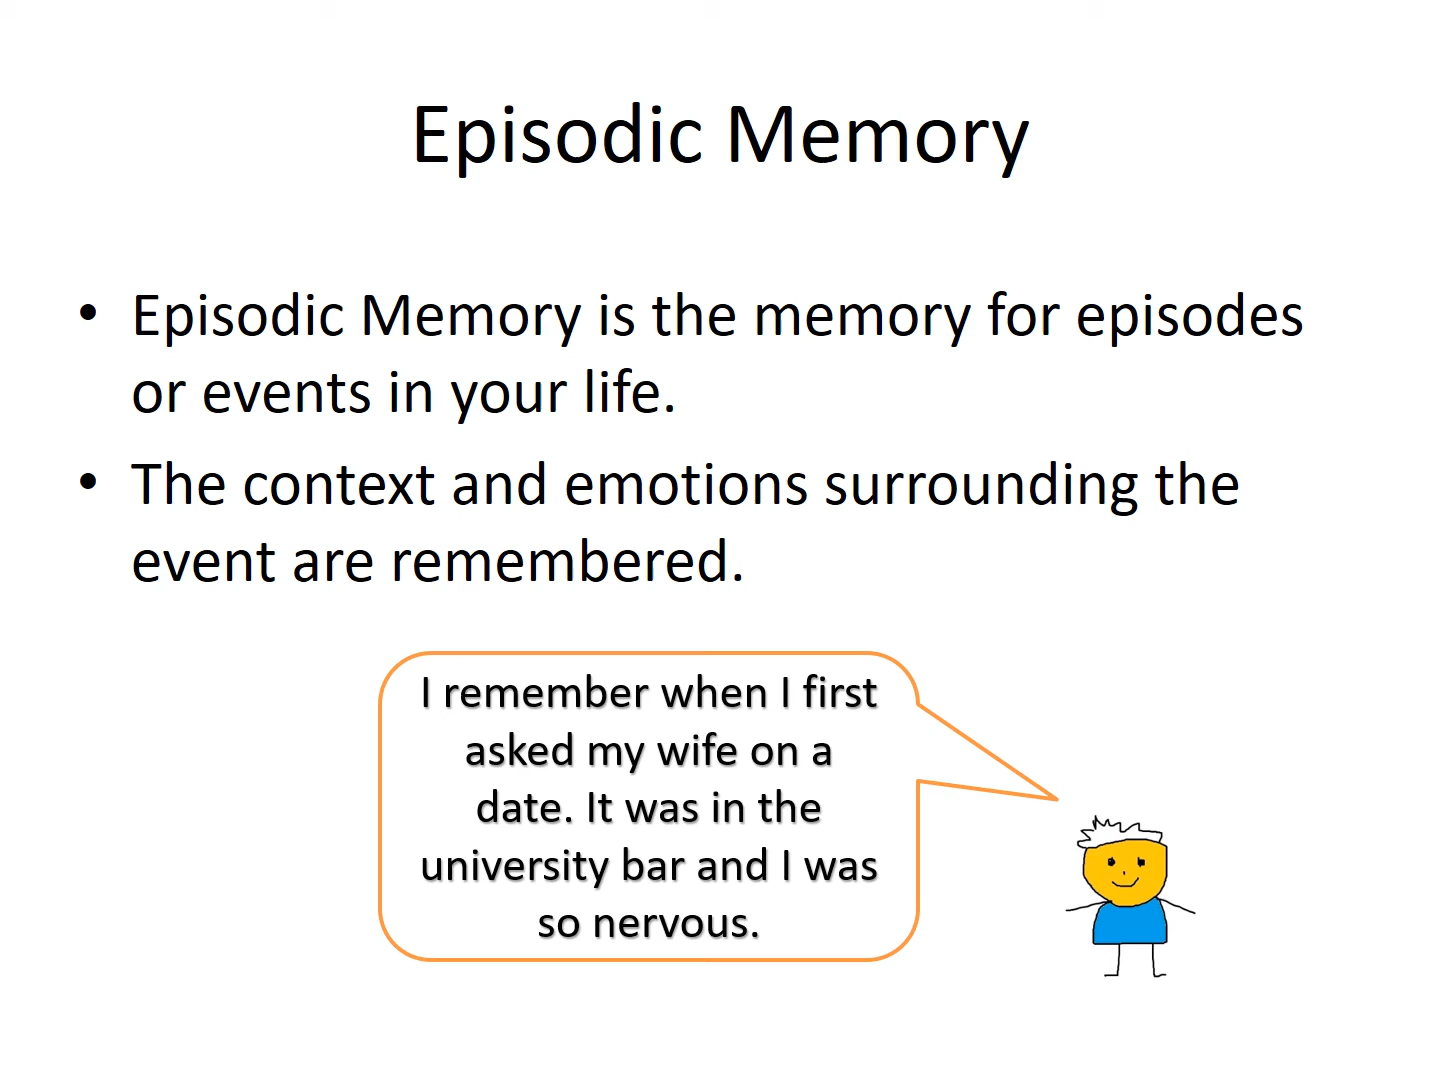 Episodic Memory
• Episodic Memory is the memory for episodes
or events in your life.
• The context and emotions surrounding the
event are remembered.
I remember when I first
asked my wife on a
date. It was in the
university bar and I was
so nervous.